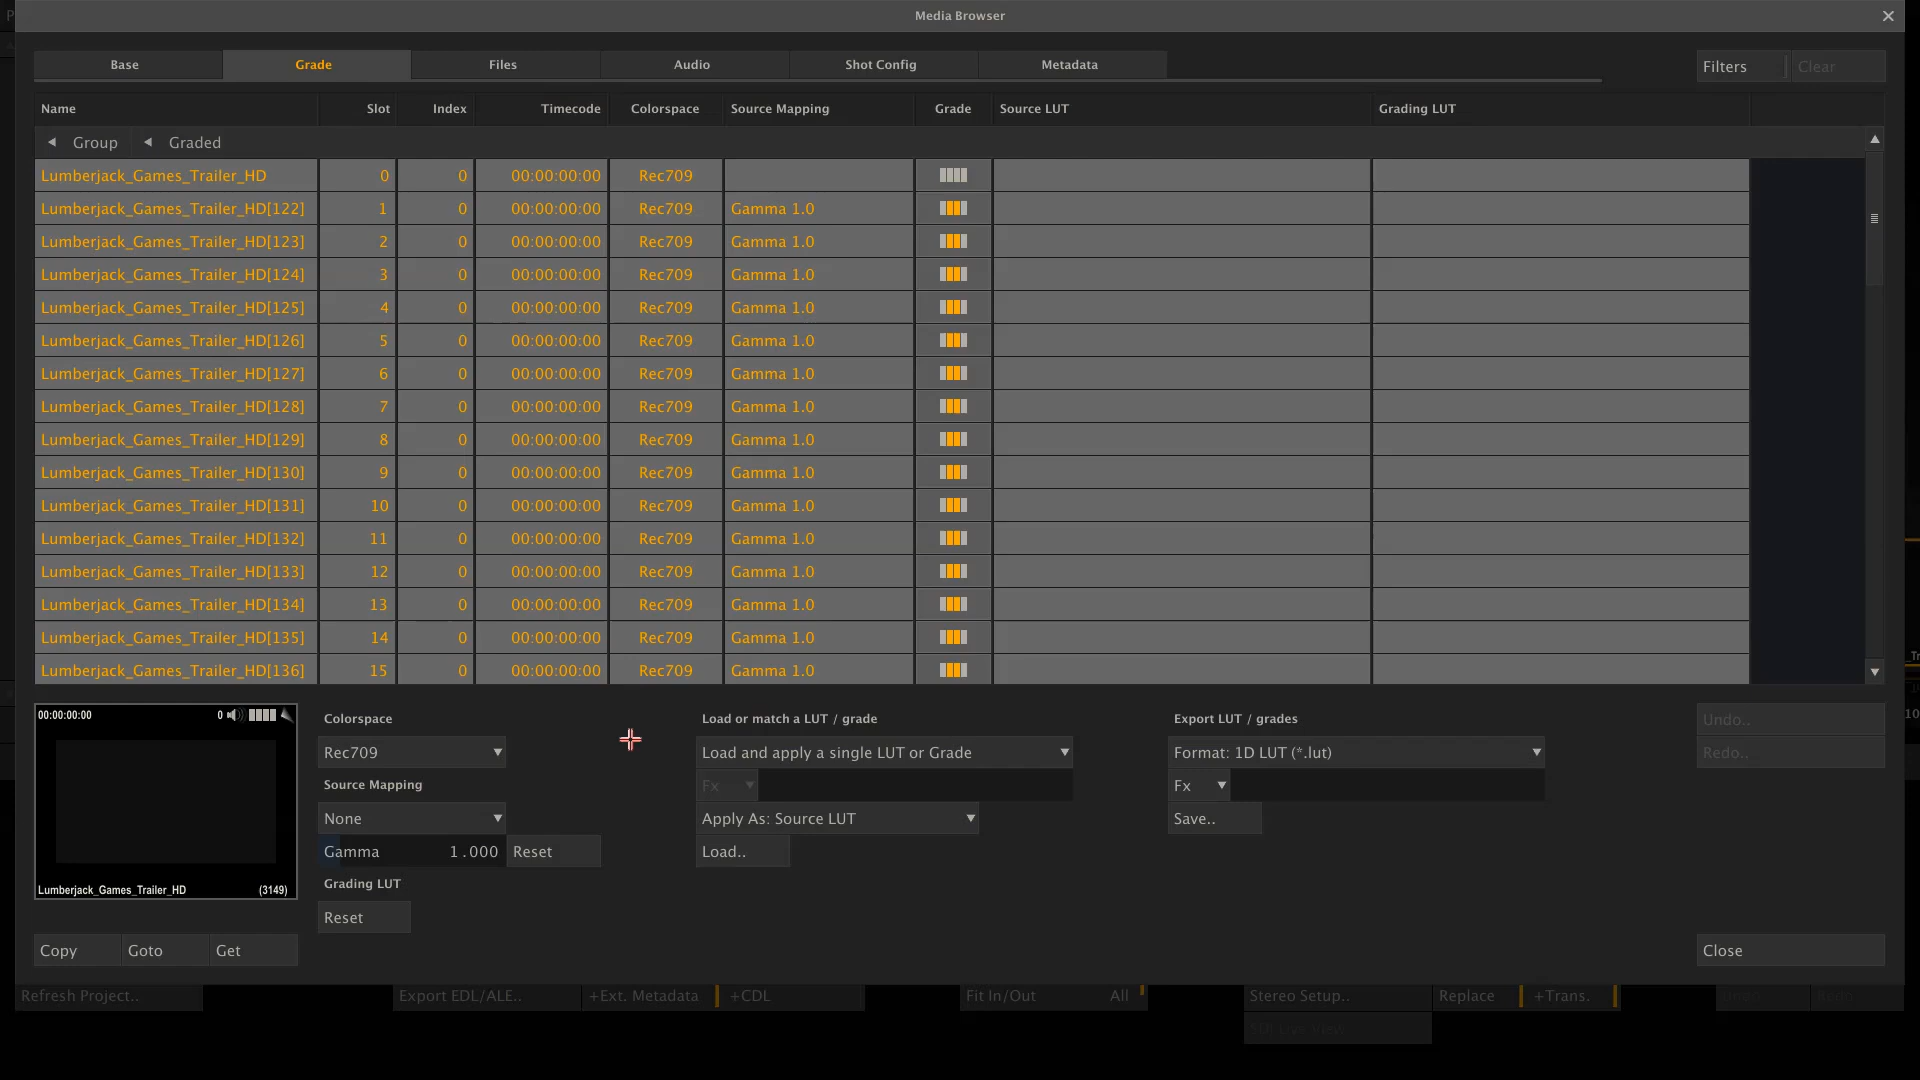 Media Browser
Base Grade Files Audio Shot Config Metadata Filters Clear
Name Slot Index Timecode Colorspace Source Mapping Grade Source LUT Grading LUT
Group Graded
Lumberjack_Games_Trailer_HD 0 0 00:00:00:00 Rec709
Lumberjack_Games_Trailer_HD[122] 1 0 00:00:00:00 Rec709 Gamma 1.0
Lumberjack_Games_Trailer_HD[123] 2 0 00:00:00:00 Rec709 Gamma 1.0
Lumberjack_Games_Trailer_HD[124] 3 0 00:00:00:00 Rec709 Gamma 1.0
Lumberjack_Games_Trailer_HD[125] 4 0 00:00:00:00 Rec709 Gamma 1.0
Lumberjack_Games_Trailer_HD[126] 5 0 00:00:00:00 Rec709 Gamma 1.0
Lumberjack_Games_Trailer_HD[127] 6 0 00:00:00:00 Rec709 Gamma 1.0
Lumberjack_Games_Trailer_HD[128] 7 0 00:00:00:00 Rec709 Gamma 1.0
Lumberjack_Games_Trailer_HD[129] 8 0 00:00:00:00 Rec709 Gamma 1.0
Lumberjack_Games_Trailer_HD[130] 9 0 00:00:00:00 Rec709 Gamma 1.0
Lumberjack_Games_Trailer_HD[131] 10 0 00:00:00:00 Rec709 Gamma 1.0
Lumberjack_Games_Trailer_HD[132] 11 0 00:00:00:00 Rec709 Gamma 1.0
Lumberjack_Games_Trailer_HD[133] 12 0 00:00:00:00 Rec709 Gamma 1.0
Lumberjack_Games_Trailer_HD[134] 13 0 00:00:00:00 Rec709 Gamma 1.0
Lumberjack_Games_Trailer_HD[135] 14 0 00:00:00:00 Rec709 Gamma 1.0
Lumberjack_Games_Trailer_HD[136] 15 0 00:00:00:00 Rec709 Gamma 1.0
00:00:00:00 0
Lumberjack_Games_Trailer_HD (3149)
Copy Goto Get
Colorspace
Rec709
Source Mapping
None
Gamma 1.000 Reset
Grading LUT
Reset
Load or match a LUT / grade
Load and apply a single LUT or Grade
Fx
Apply As: Source LUT
Load..
Export LUT / grades
Format: 1D LUT (*.lut)
Fx
Save..
Undo..
Redo..
Close
Refresh Project.. Export EDL/ALE.. +Ext. Metadata +CDL Fit In/Out All Stereo Setup.. Replace +Trans.